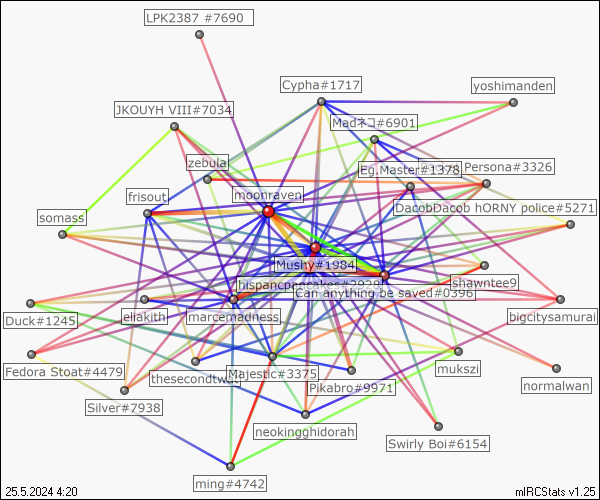 LPK2387 #7690
Cypha#1717
yoshimanden
JKOUYH VIII#7034
Madネコ#6901
zebula
Eg.Master#1378
Persona#3326
frisout
moonraven
somass
DacobDacob hORNY police#5271
Mushy#1984
hispancpancakes#2929
shawntee9
Can anything be saved#0396
Duck#1245
eliakith
marcemadness
bigcitysamurai
Fedora Stoat#4479
thesecondtwin
Majestic#3375
Pikabro#9971
mukszi
normalwan
Silver#7938
neokingghidorah
Swirly Boi#6154
ming#4742
25.5.2024 4:20
mIRCStats v1.25